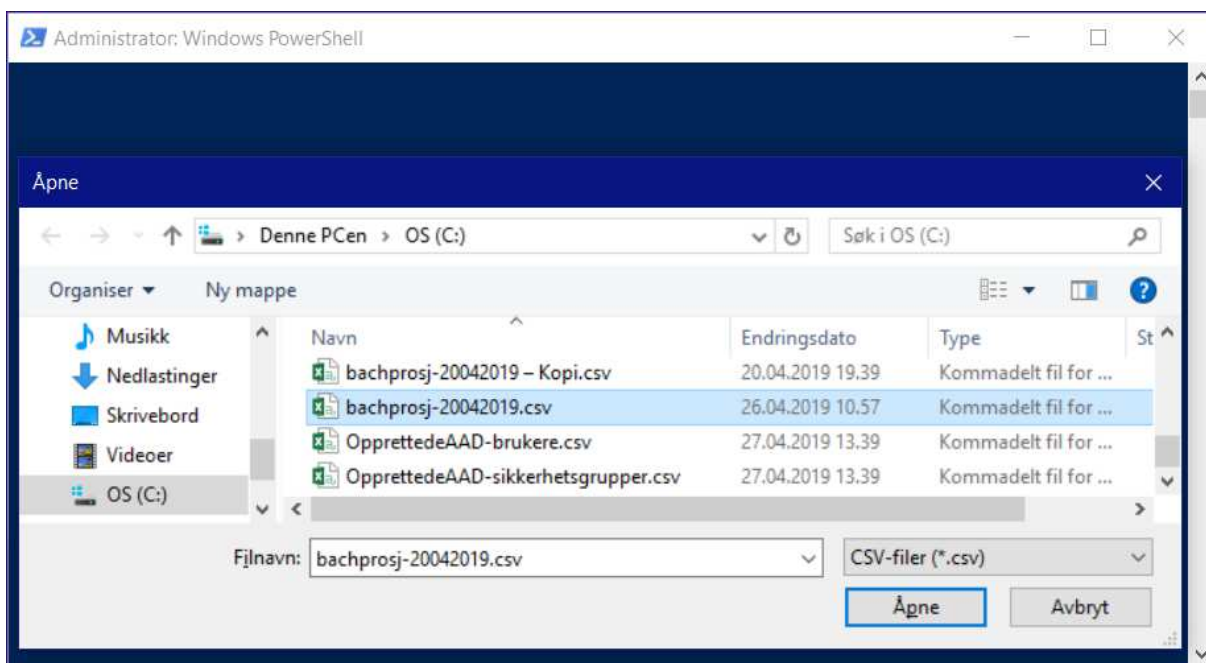 Administrator: Windows PowerShell
Åpne
Denne PCen > OS (C:)
Søk i OS (C:)
Organiser
Ny mappe
Musikk
Nedlastinger
Skrivebord
Videoer
OS (C:)
Navn Endringsdato Type St
bachprosj-20042019 – Kopi.csv 20.04.2019 19.39 Kommadelt fil for ...
bachprosj-20042019.csv 26.04.2019 10.57 Kommadelt fil for ...
OpprettedeAAD-brukere.csv 27.04.2019 13.39 Kommadelt fil for ...
OpprettedeAAD-sikkerhetsgrupper.csv 27.04.2019 13.39 Kommadelt fil for ...
Filnavn: bachprosj-20042019.csv
CSV-filer (*.csv)
Åpne
Avbryt